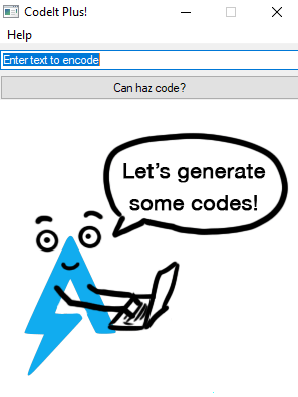 CodeIt Plus!
Help
Enter text to encode
Can haz code?
Let's generate
some codes!